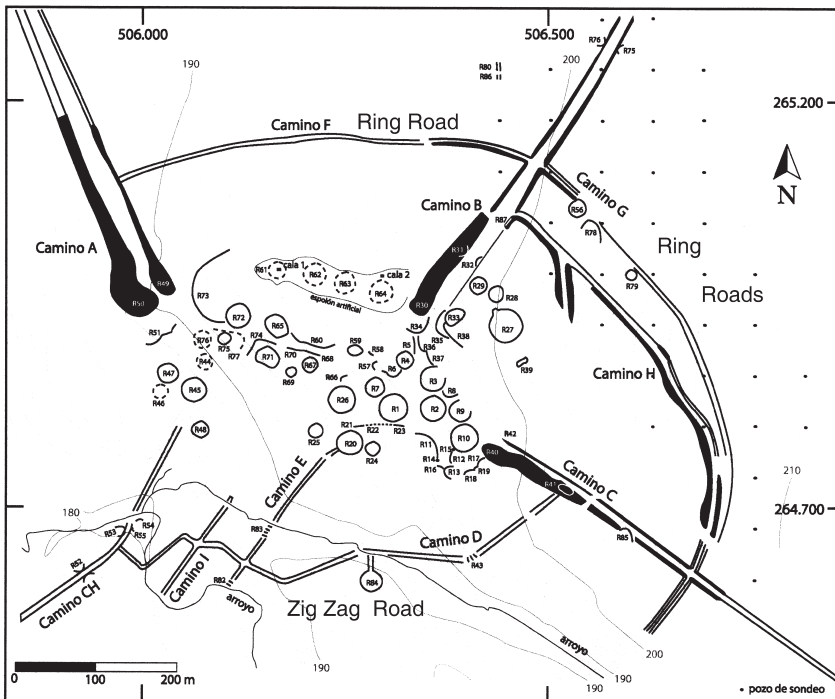 506.000
506.500
R76
R75
190
R80
R86
200
265.200
Camino F
Ring Road
N
Camino G
Camino B
R56
R87
R78
Camino A
R31
Ring
R32
R61
cala 1
R62
cala 2
R63
R64
R49
R79
R73
R29
R28
Roads
R50
espolón artificial
R30
R72
R65
R33
R27
R34
R51
R76
R75
R74
R60
R35
R38
R77
R59
R58
R5
R36
R44
R71
R70
R68
R4
R37
R39
R67
R57
R6
Camino H
R47
R69
R66
R3
R46
R45
R7
R8
R26
R1
R2
R9
R48
R25
R21
R22
R23
R42
R20
R11
R15
R10
R24
R14
R12
R17
R40
R16
R13
R19
R18
Camino C
Camino E
R41
210
180
264.700
R54
R53
R55
R83
Camino D
R85
R52
Camino I
R43
R82
R84
Camino CH
arroyo
Zig Zag Road
arroyo
200
190
190
190
0 100 200 m
pozo de sondeo